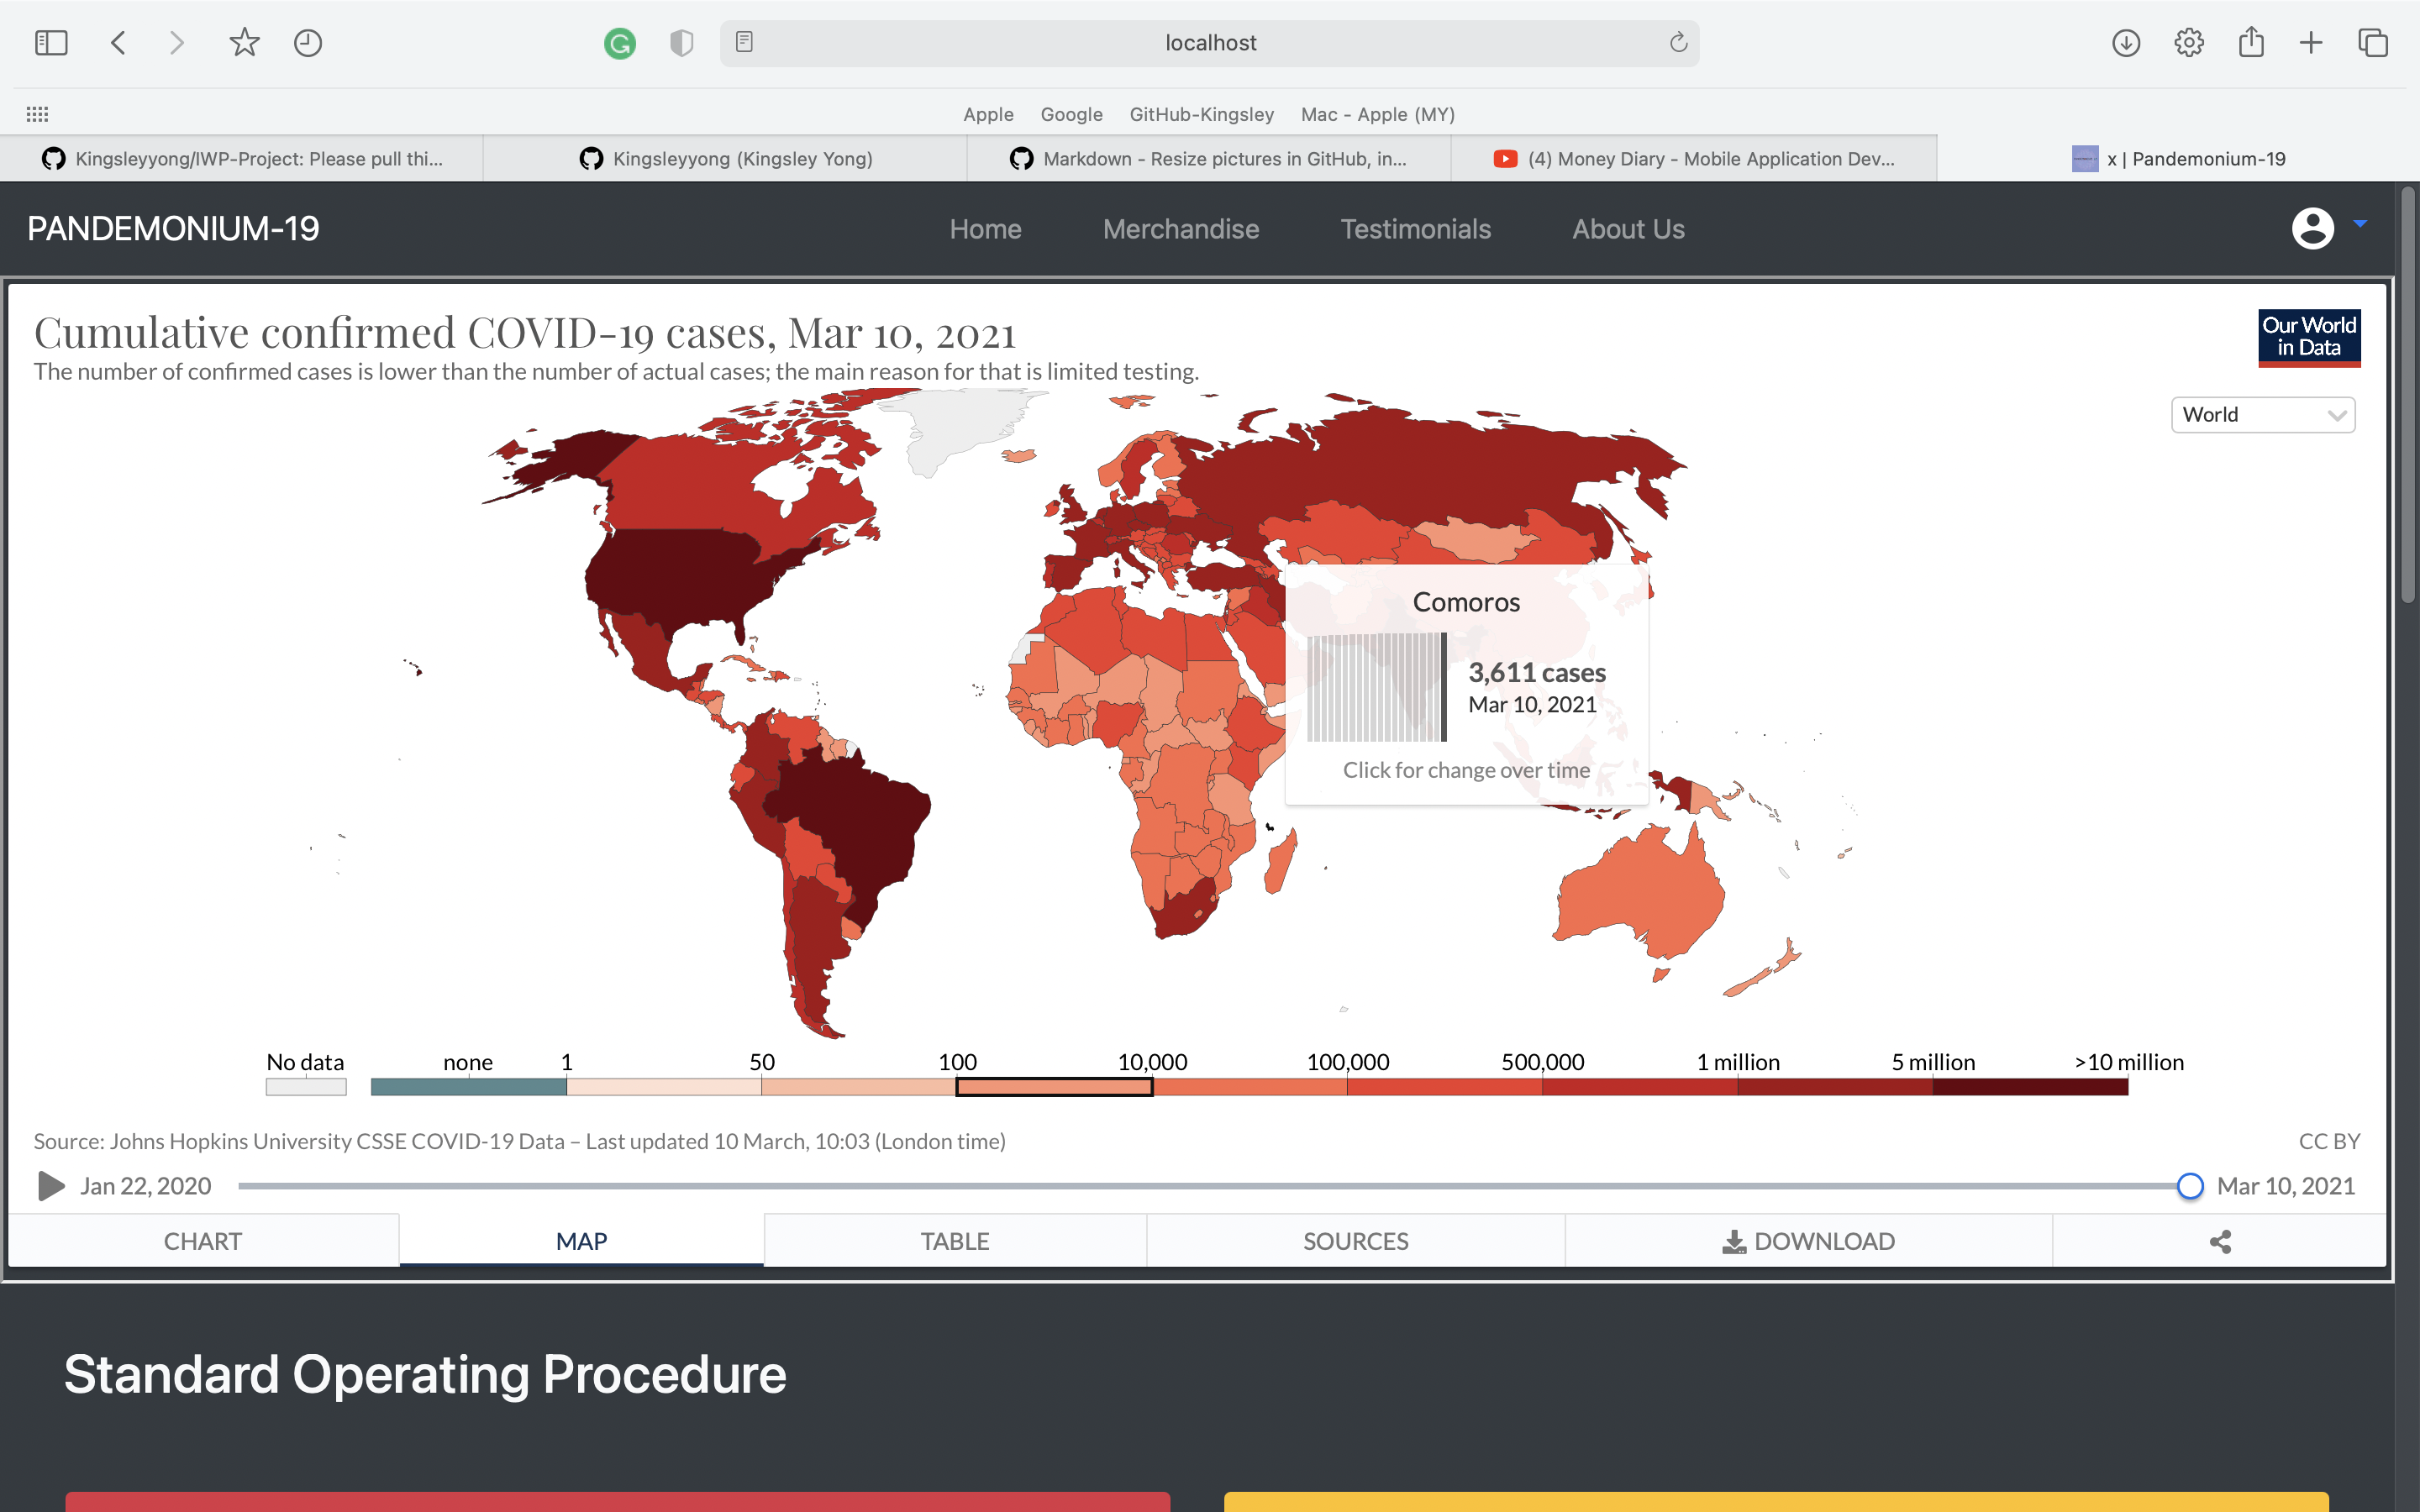 localhost
Apple Google GitHub-Kingsley Mac - Apple (MY)
Kingsleyyong/IWP-Project: Please pull thi... Kingsleyyong (Kingsley Yong) Markdown - Resize pictures in GitHub, in... (4) Money Diary - Mobile Application Dev... x | Pandemonium-19
PANDEMONIUM-19 Home Merchandise Testimonials About Us
Cumulative confirmed COVID-19 cases, Mar 10, 2021
The number of confirmed cases is lower than the number of actual cases; the main reason for that is limited testing.
Our World
in Data
World
Comoros
3,611 cases
Mar 10, 2021
Click for change over time
No data none 1 50 100 10,000 100,000 500,000 1 million 5 million >10 million
Source: Johns Hopkins University CSSE COVID-19 Data – Last updated 10 March, 10:03 (London time) CC BY
Jan 22, 2020 Mar 10, 2021
CHART MAP TABLE SOURCES DOWNLOAD
Standard Operating Procedure